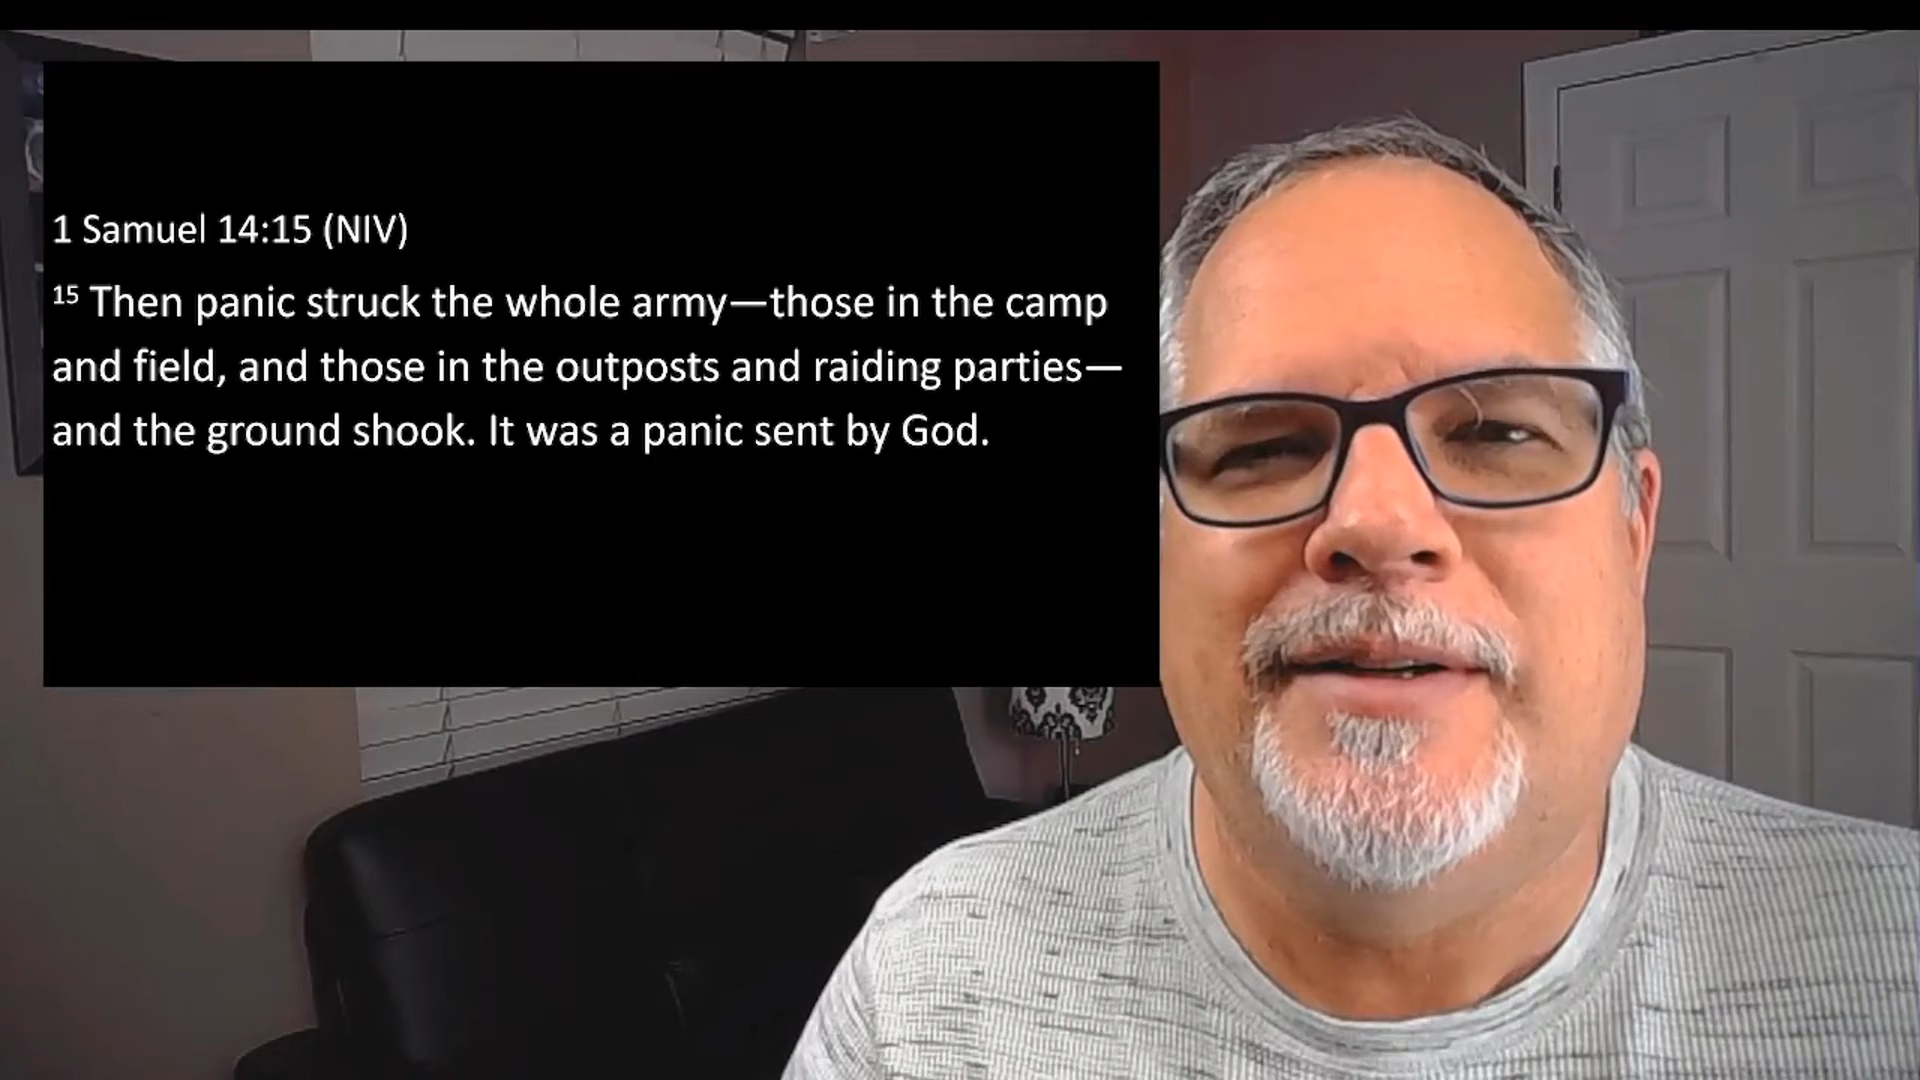 1 Samuel 14:15 (NIV)
15 Then panic struck the whole army—those in the camp
and field, and those in the outposts and raiding parties—
and the ground shook. It was a panic sent by God.